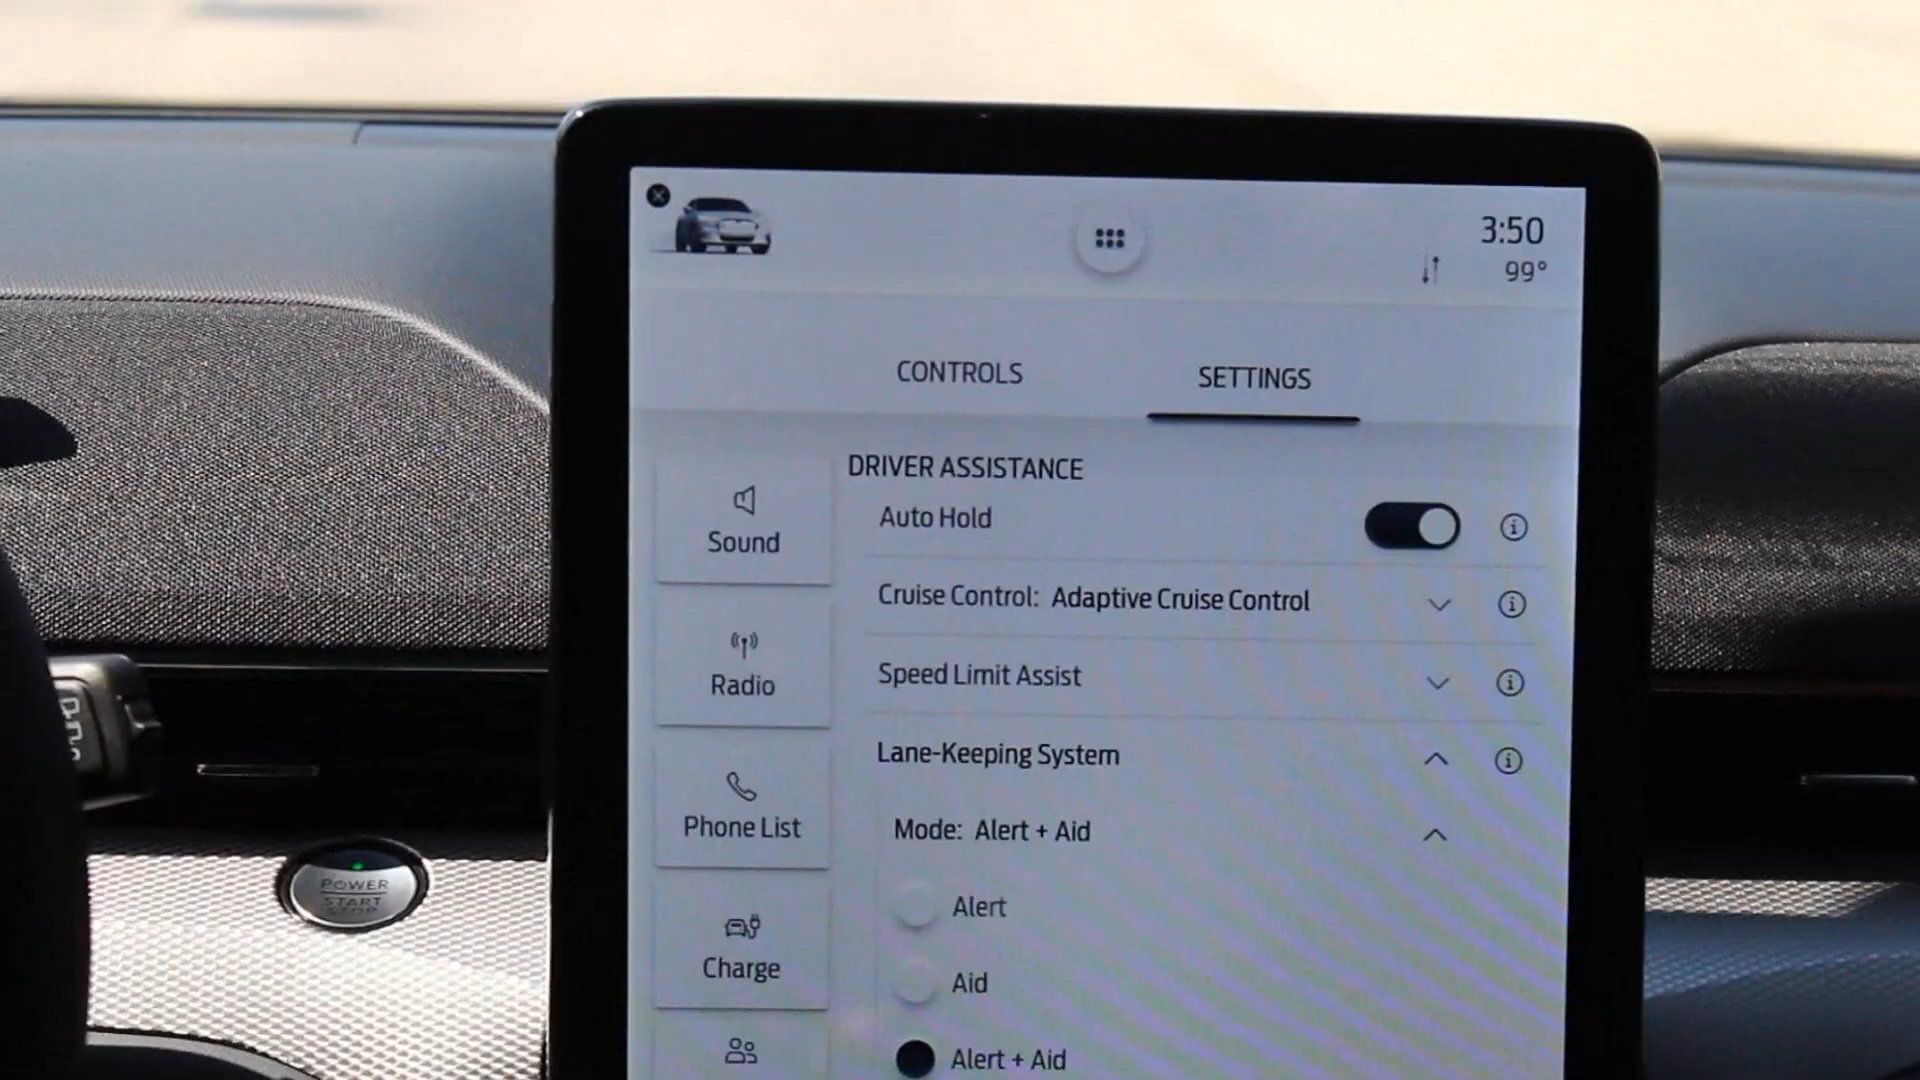 3:50
99°
CONTROLS
SETTINGS
DRIVER ASSISTANCE
Auto Hold
Cruise Control: Adaptive Cruise Control
Speed Limit Assist
Lane-Keeping System
Mode: Alert + Aid
Alert
Aid
Alert + Aid
Sound
Radio
Phone List
Charge
POWER
START
STOP